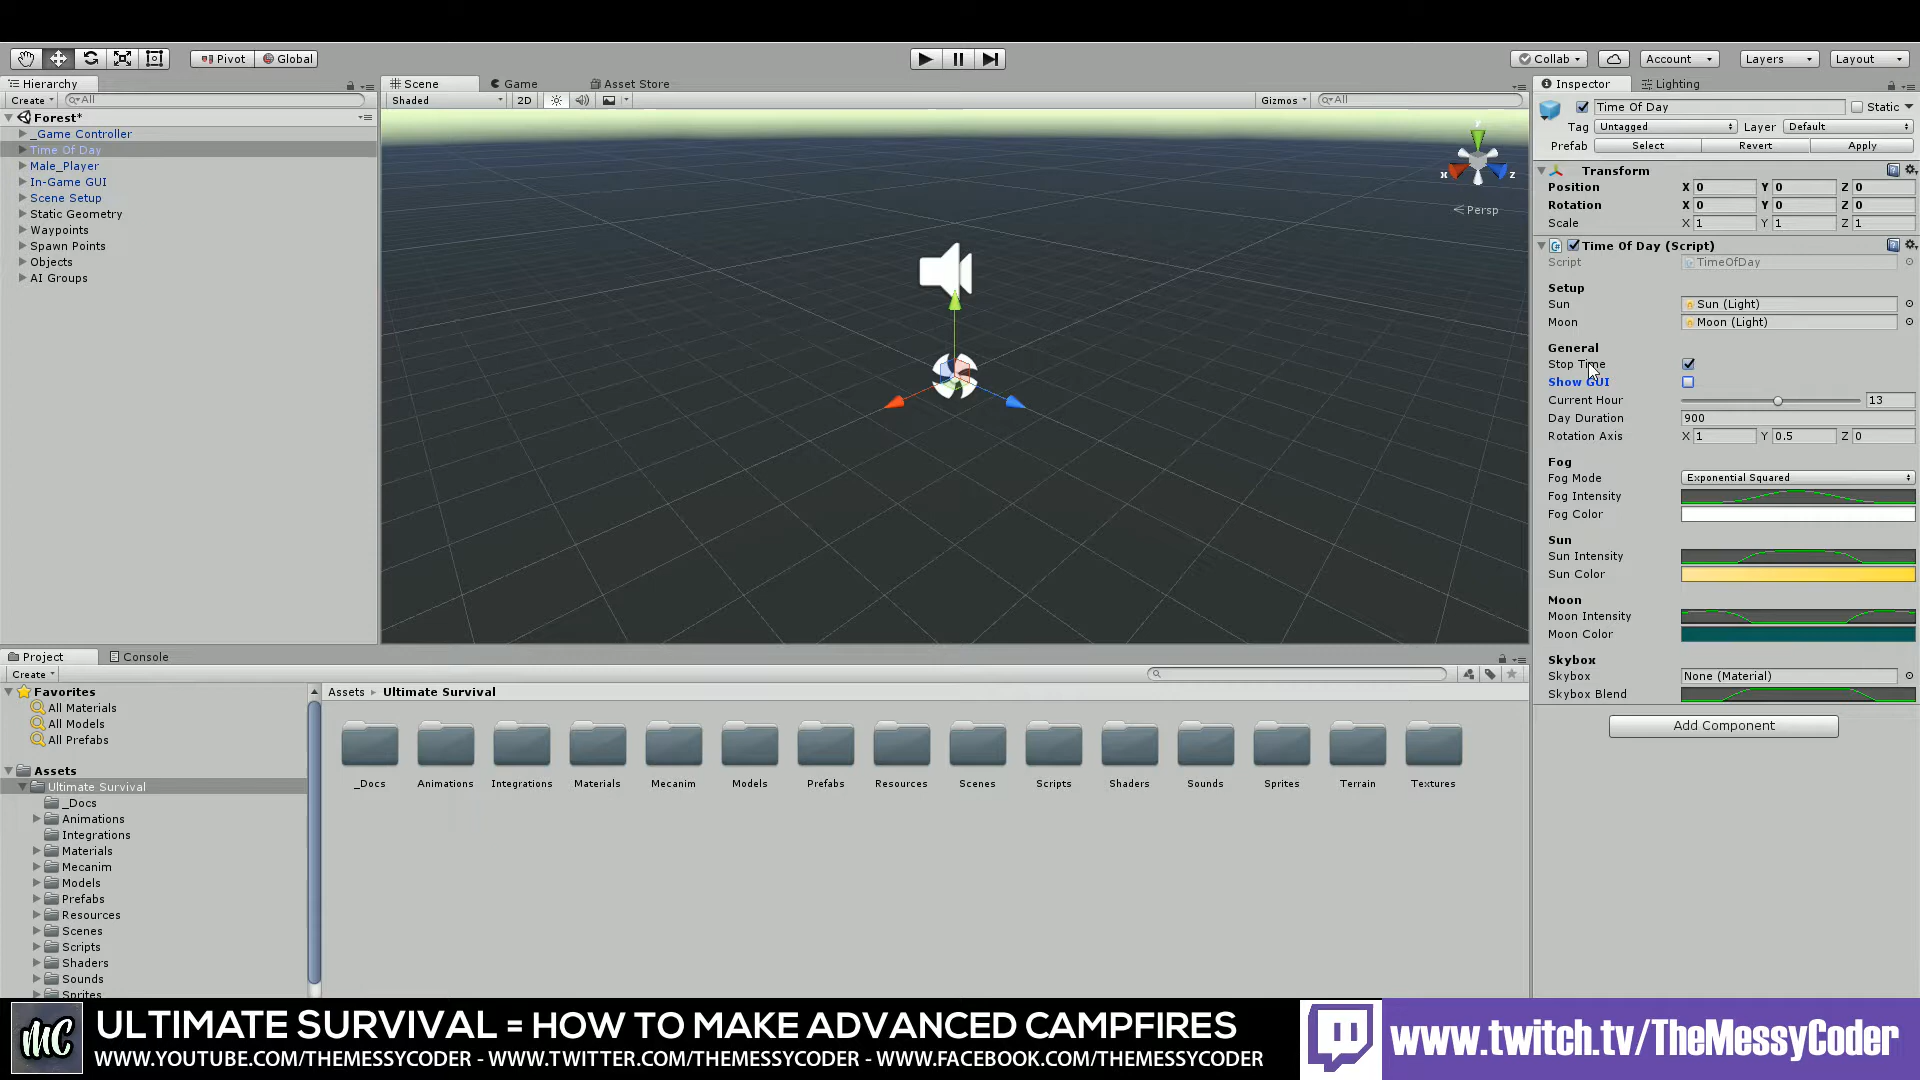 Pivot Global
Collab Account Layers Layout
Hierarchy
Create All
Forest*
_Game Controller
Time Of Day
Male_Player
In-Game GUI
Scene Setup
Static Geometry
Waypoints
Spawn Points
Objects
AI Groups
Scene Game Asset Store
Shaded 2D Gizmos All
y
x z
Persp
Inspector Lighting
Time Of Day Static
Tag Untagged Layer Default
Prefab Select Revert Apply
Transform
Position X 0 Y 0 Z 0
Rotation X 0 Y 0 Z 0
Scale X 1 Y 1 Z 1
Time Of Day (Script)
Script TimeOfDay
Setup
Sun Sun (Light)
Moon Moon (Light)
General
Stop Time
Show GUI
Current Hour 13
Day Duration 900
Rotation Axis X 1 Y 0.5 Z 0
Fog
Fog Mode Exponential Squared
Fog Intensity
Fog Color
Sun
Sun Intensity
Sun Color
Moon
Moon Intensity
Moon Color
Skybox
Skybox None (Material)
Skybox Blend
Add Component
Project Console
Create
Favorites
All Materials
All Models
All Prefabs
Assets
Ultimate Survival
_Docs
Animations
Integrations
Materials
Mecanim
Models
Prefabs
Resources
Scenes
Scripts
Shaders
Sounds
Sprites
Assets Ultimate Survival
_Docs Animations Integrations Materials Mecanim Models Prefabs Resources Scenes Scripts Shaders Sounds Sprites Terrain Textures
MC
ULTIMATE SURVIVAL = HOW TO MAKE ADVANCED CAMPFIRES
WWW.YOUTUBE.COM/THEMESSYCODER - WWW.TWITTER.COM/THEMESSYCODER - WWW.FACEBOOK.COM/THEMESSYCODER
www.twitch.tv/TheMessyCoder